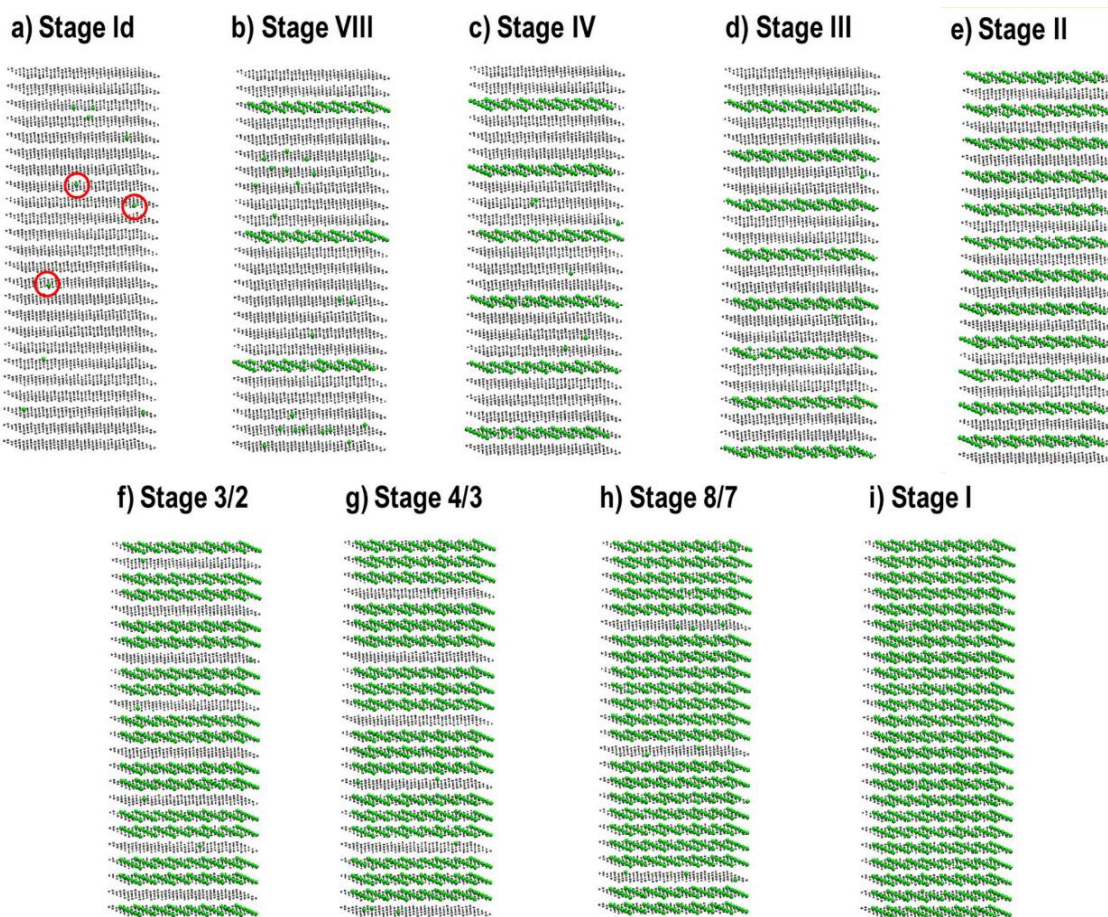 a) Stage Id
b) Stage VIII
c) Stage IV
d) Stage III
e) Stage II
f) Stage 3/2
g) Stage 4/3
h) Stage 8/7
i) Stage I